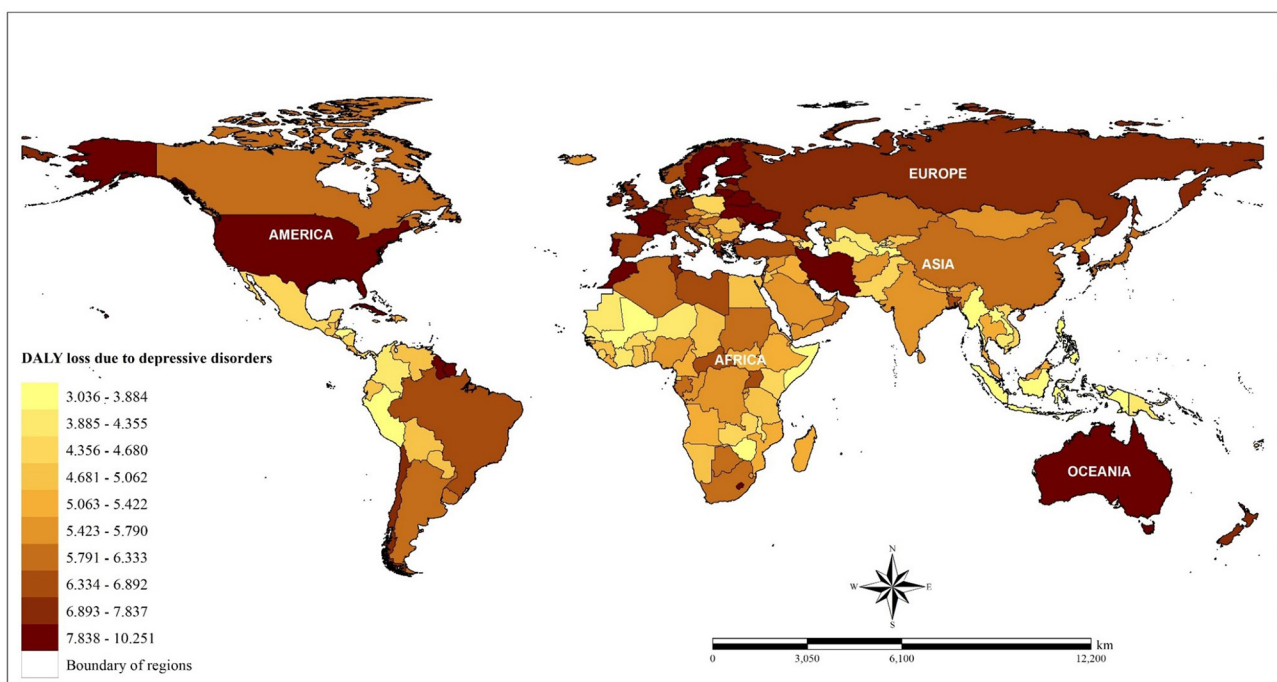 EUROPE
AMERICA
ASIA
DALY loss due to depressive disorders
AFRICA
3.036 - 3.884
3.885 - 4.355
4.356 - 4.680
4.681 - 5.062
5.063 - 5.422
5.423 - 5.790
5.791 - 6.333
6.334 - 6.892
6.893 - 7.837
7.838 - 10.251
Boundary of regions
OCEANIA
N
W E
S
km
0 3,050 6,100 12,200